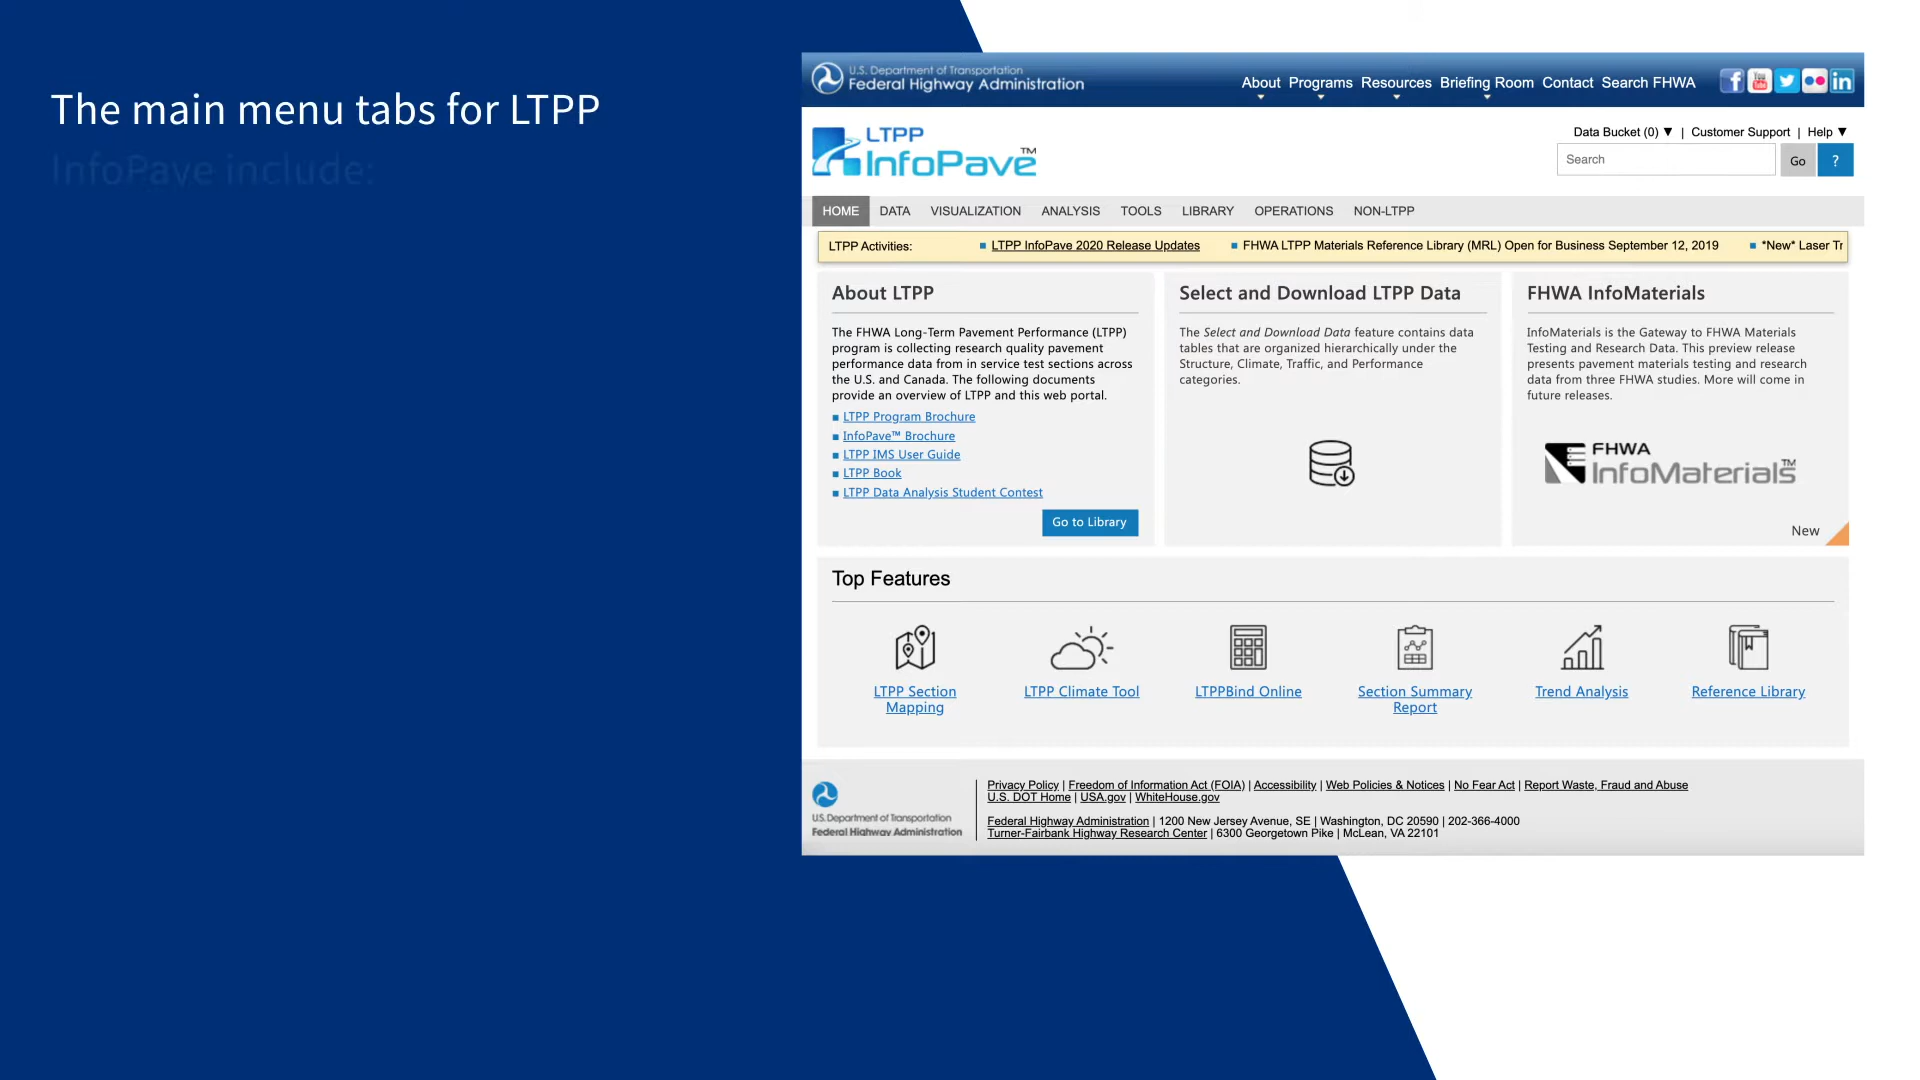 The main menu tabs for LTPP
InfoPave include:
U.S. Department of Transportation
Federal Highway Administration
About Programs Resources Briefing Room Contact Search FHWA
LTPP
InfoPave™
Data Bucket (0) ▼ | Customer Support | Help ▼
Search
Go
?
HOME DATA VISUALIZATION ANALYSIS TOOLS LIBRARY OPERATIONS NON-LTPP
LTPP Activities: ▪ LTPP InfoPave 2020 Release Updates ▪ FHWA LTPP Materials Reference Library (MRL) Open for Business September 12, 2019 ▪ *New* Laser Tr
About LTPP
The FHWA Long-Term Pavement Performance (LTPP)
program is collecting research quality pavement
performance data from in service test sections across
the U.S. and Canada. The following documents
provide an overview of LTPP and this web portal.
▪ LTPP Program Brochure
▪ InfoPave™ Brochure
▪ LTPP IMS User Guide
▪ LTPP Book
▪ LTPP Data Analysis Student Contest
Go to Library
Select and Download LTPP Data
The Select and Download Data feature contains data
tables that are organized hierarchically under the
Structure, Climate, Traffic, and Performance
categories.
FHWA InfoMaterials
InfoMaterials is the Gateway to FHWA Materials
Testing and Research Data. This preview release
presents pavement materials testing and research
data from three FHWA studies. More will come in
future releases.
FHWA
InfoMaterials™
New
Top Features
LTPP Section
Mapping
LTPP Climate Tool
LTPPBind Online
Section Summary
Report
Trend Analysis
Reference Library
U.S. Department of Transportation
Federal Highway Administration
Privacy Policy | Freedom of Information Act (FOIA) | Accessibility | Web Policies & Notices | No Fear Act | Report Waste, Fraud and Abuse
U.S. DOT Home | USA.gov | WhiteHouse.gov
Federal Highway Administration | 1200 New Jersey Avenue, SE | Washington, DC 20590 | 202-366-4000
Turner-Fairbank Highway Research Center | 6300 Georgetown Pike | McLean, VA 22101